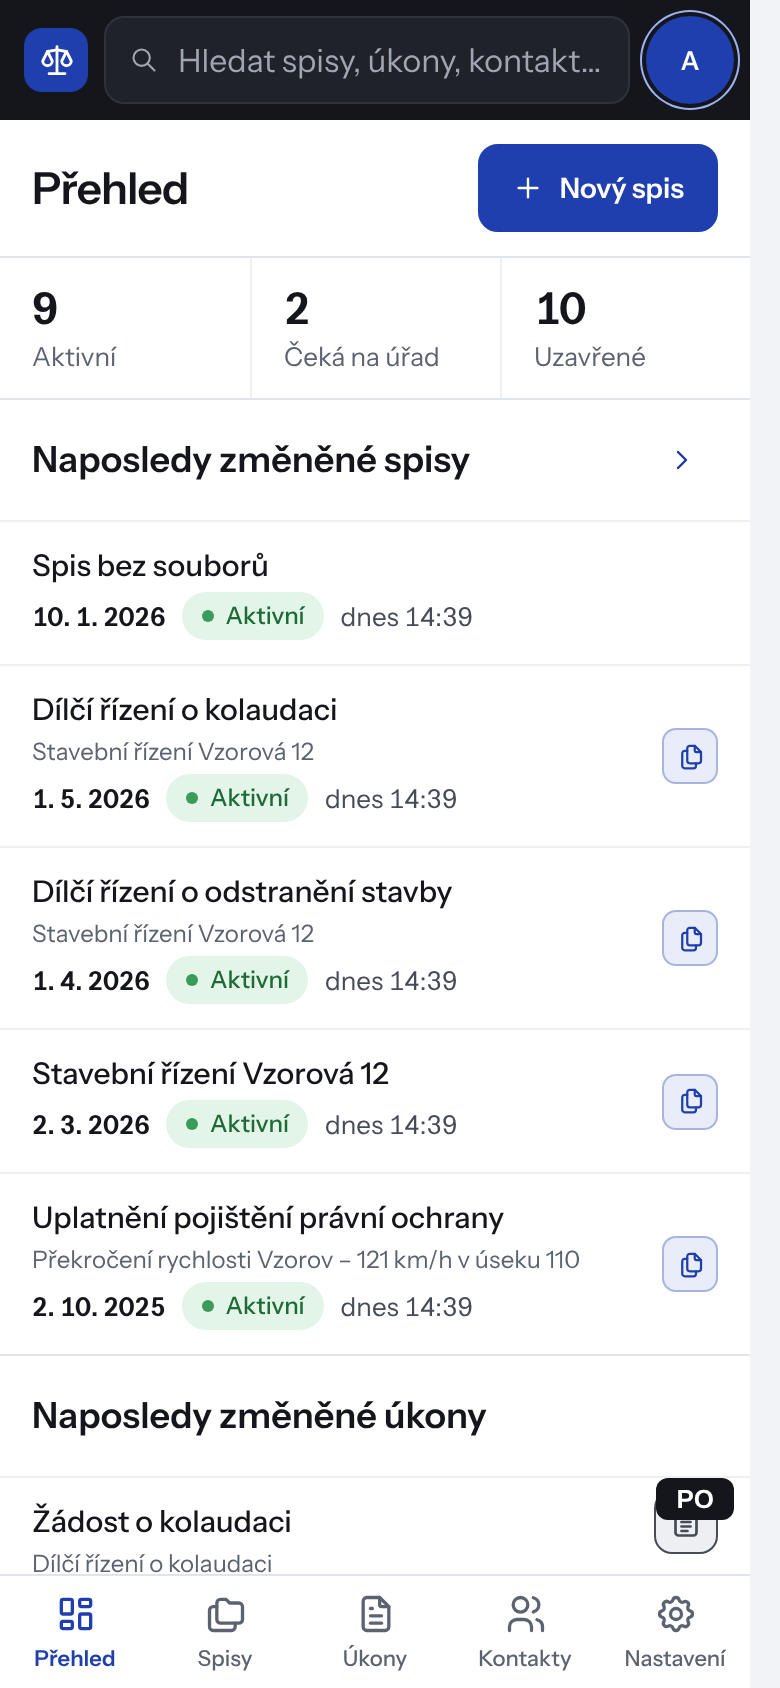 Hledat spisy, úkony, kontakt...
A
Přehled
Nový spis
9
Aktivní
2
Čeká na úřad
10
Uzavřené
Naposledy změněné spisy
Spis bez souborů
10. 1. 2026 Aktivní dnes 14:39
Dílčí řízení o kolaudaci
Stavební řízení Vzorová 12
1. 5. 2026 Aktivní dnes 14:39
Dílčí řízení o odstranění stavby
Stavební řízení Vzorová 12
1. 4. 2026 Aktivní dnes 14:39
Stavební řízení Vzorová 12
2. 3. 2026 Aktivní dnes 14:39
Uplatnění pojištění právní ochrany
Překročení rychlosti Vzorov – 121 km/h v úseku 110
2. 10. 2025 Aktivní dnes 14:39
Naposledy změněné úkony
PO
Žádost o kolaudaci
Dílčí řízení o kolaudaci
Přehled
Spisy
Úkony
Kontakty
Nastavení